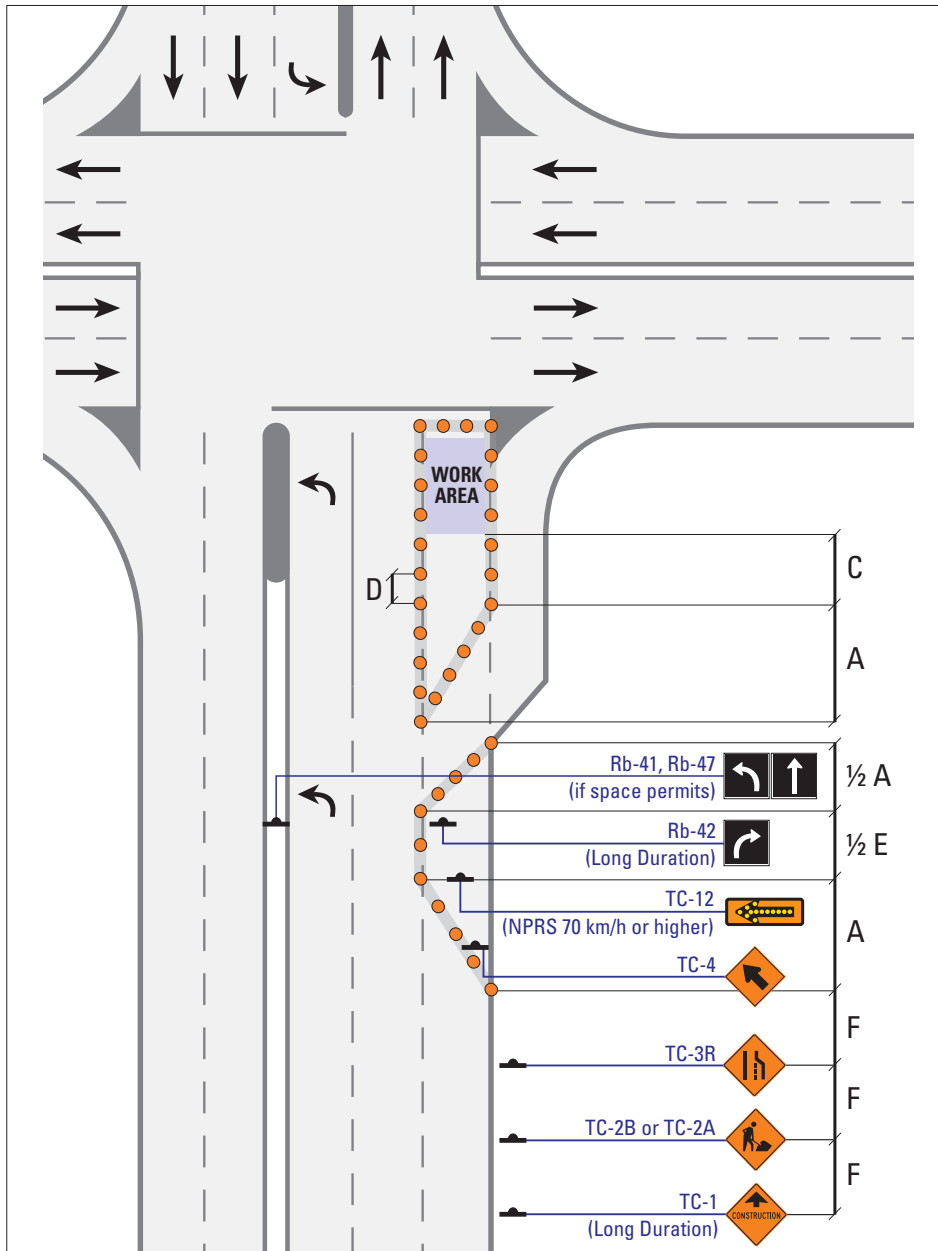 WORK
AREA
C
D
A
Rb-41, Rb-47
(if space permits)
½ A
Rb-42
(Long Duration)
½ E
TC-12
(NPRS 70 km/h or higher)
A
TC-4
F
TC-3R
F
TC-2B or TC-2A
F
TC-1
(Long Duration)
CONSTRUCTION